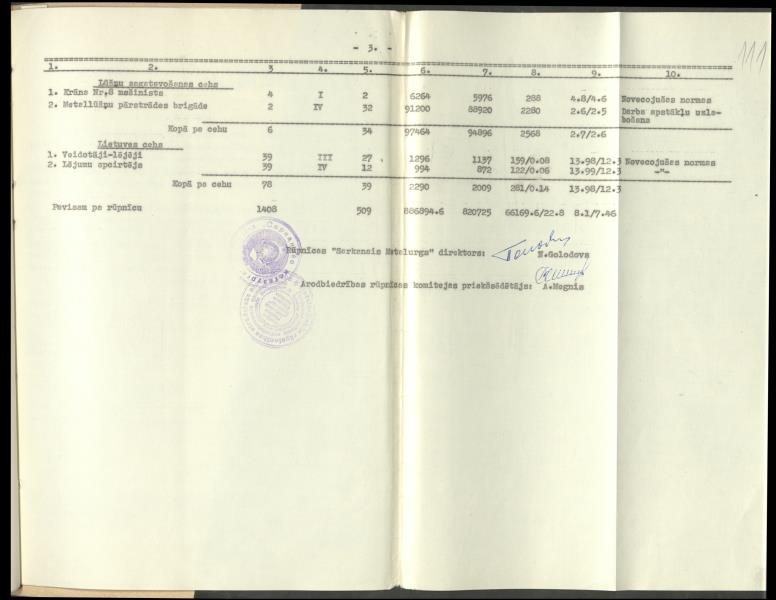 - 3. -
111
1. 2. 3 4. 5. 6. 7. 8. 9. 10.
Lūžņu sagatavošanas cehs
1. Krāns Nr.8 mašīnists 4 I 2 6264 5976 288 4.8/4.6 Novecojušas normas
2. Metallūžņu pārstrādes brigāde 2 IV 32 91200 88920 2280 2.6/2.5 Darba apstākļu uzla-
bošana
Kopā pa cehu 6 34 97464 94896 2568 2.7/2.6
Lietuves cehs
1. Veidotāji-lējēji 39 III 27 1296 1137 159/0.08 13.98/12.3 Novecojušas normas
2. Lējumu apcirtējs 39 IV 12 994 872 122/0.06 13.99/12.3 -"-
Kopā pa cehu 78 39 2290 2009 281/0.14 13.98/12.3
Pavisam pa rūpnīcu 1408 509 886894.6 820725 66169.6/22.8 8.1/7.46
Rūpnīcas "Sarkanais Metalurgs" direktors: N.Golodovs
Arodbiedrības rūpnīcas komitejas priekšsēdētājs: A.Megnis